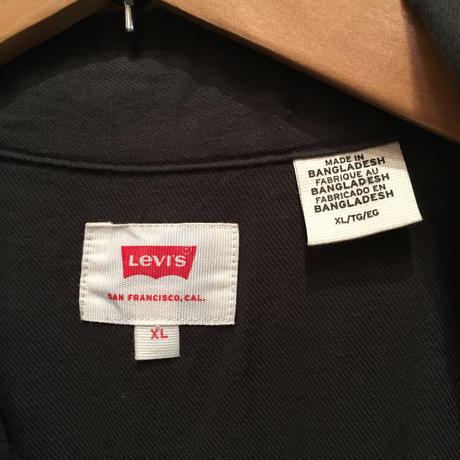 LEVI'S
SAN FRANCISCO, CAL.
XL
MADE IN
BANGLADESH
FABRIQUE AU
BANGLADESH
FABRICADO EN
BANGLADESH
XL/TG/EG